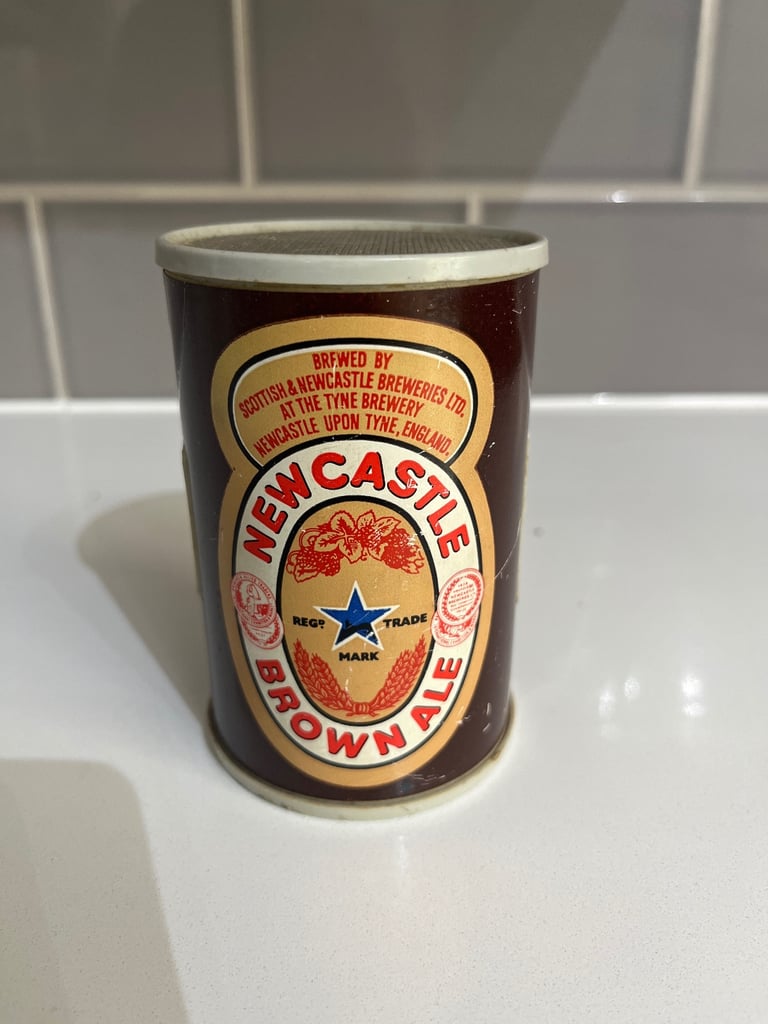 BREWED BY
SCOTTISH & NEWCASTLE BREWERIES LTD.
AT THE TYNE BREWERY
NEWCASTLE UPON TYNE, ENGLAND.
NEWCASTLE
REGD TRADE
MARK
BROWN ALE